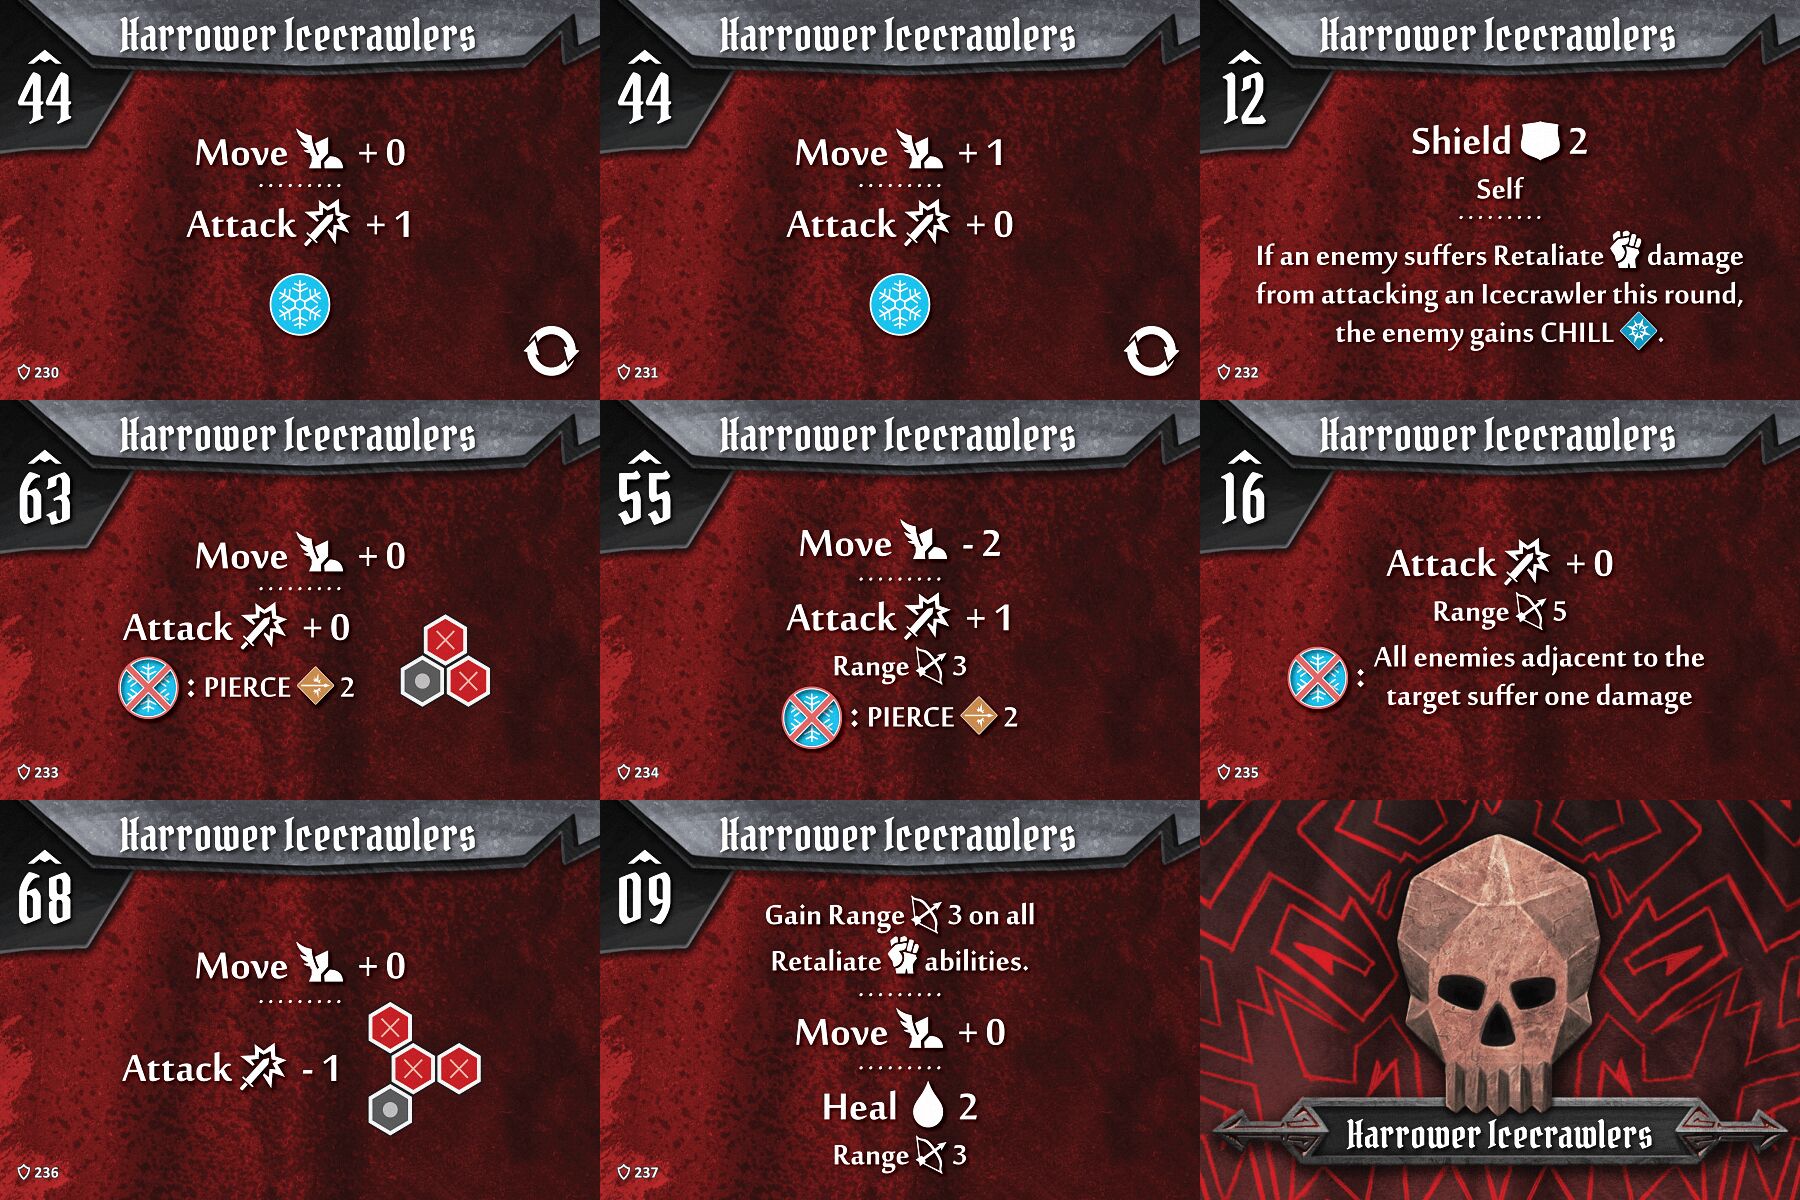 Harrower Icecrawlers
44
Move + 0
Attack + 1
230
Harrower Icecrawlers
44
Move + 1
Attack + 0
231
Harrower Icecrawlers
12
Shield 2
Self
If an enemy suffers Retaliate damage
from attacking an Icecrawler this round,
the enemy gains CHILL .
232
Harrower Icecrawlers
63
Move + 0
Attack + 0
: PIERCE 2
233
Harrower Icecrawlers
55
Move - 2
Attack + 1
Range 3
: PIERCE 2
234
Harrower Icecrawlers
16
Attack + 0
Range 5
: All enemies adjacent to the
target suffer one damage
235
Harrower Icecrawlers
68
Move + 0
Attack - 1
236
Harrower Icecrawlers
09
Gain Range 3 on all
Retaliate abilities.
Move + 0
Heal 2
Range 3
237
Harrower Icecrawlers